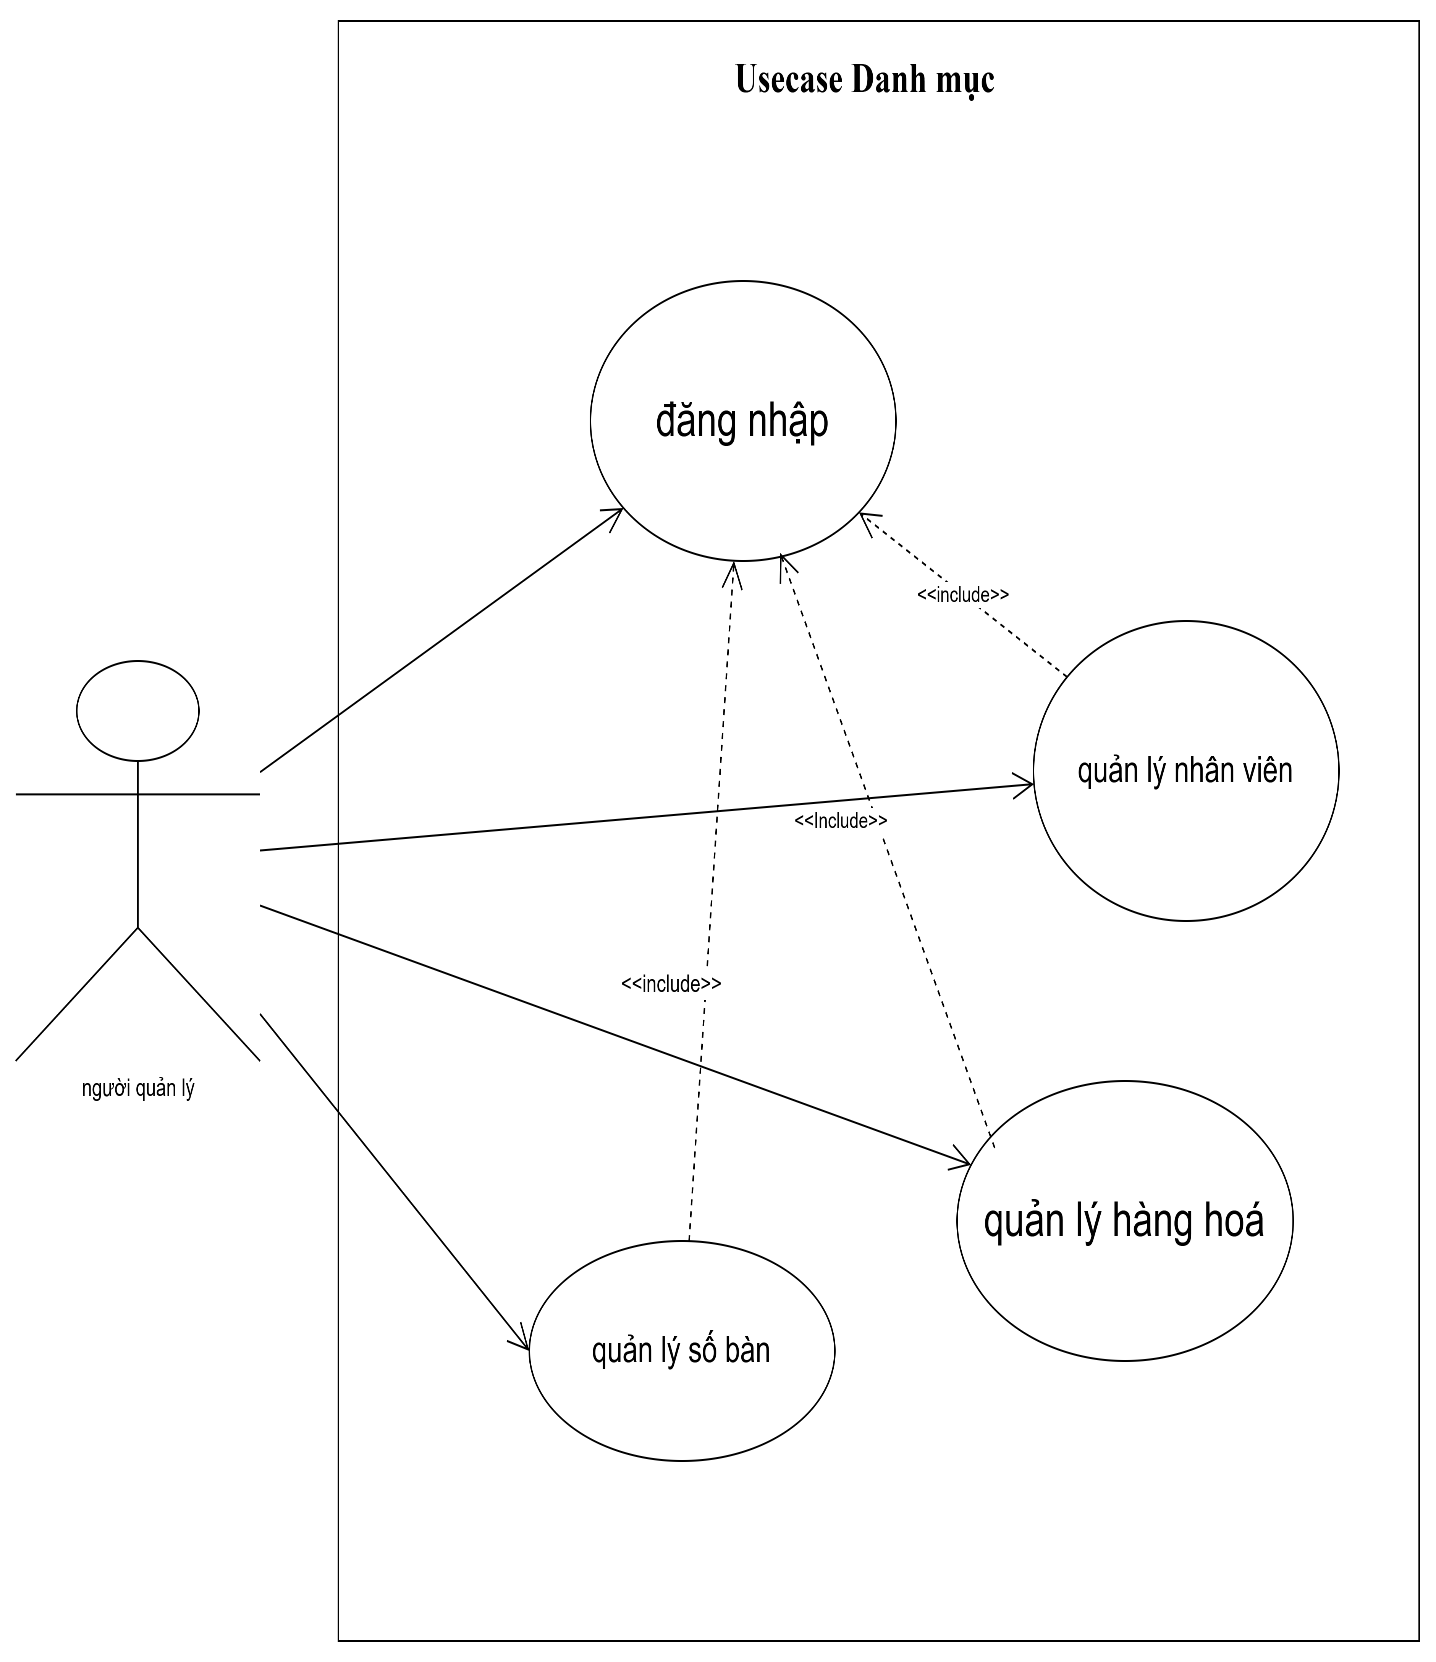 Usecase Danh mục
đăng nhập
<<include>>
quản lý nhân viên
<<Include>>
<<include>>
người quản lý
quản lý hàng hoá
quản lý số bàn